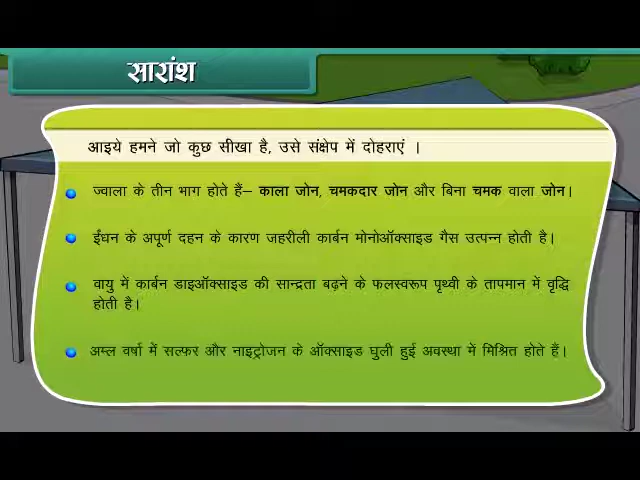 सारांश
आइये हमने जो कुछ सीखा है, उसे संक्षेप में दोहराएं ।
ज्वाला के तीन भाग होते हैं– काला जोन, चमकदार जोन और बिना चमक वाला जोन।
ईंधन के अपूर्ण दहन के कारण जहरीली कार्बन मोनोऑक्साइड गैस उत्पन्न होती है।
वायु में कार्बन डाइऑक्साइड की सान्द्रता बढ़ने के फलस्वरूप पृथ्वी के तापमान में वृद्धि
होती है।
अम्ल वर्षा में सल्फर और नाइट्रोजन के ऑक्साइड घुली हुई अवस्था में मिश्रित होते हैं।